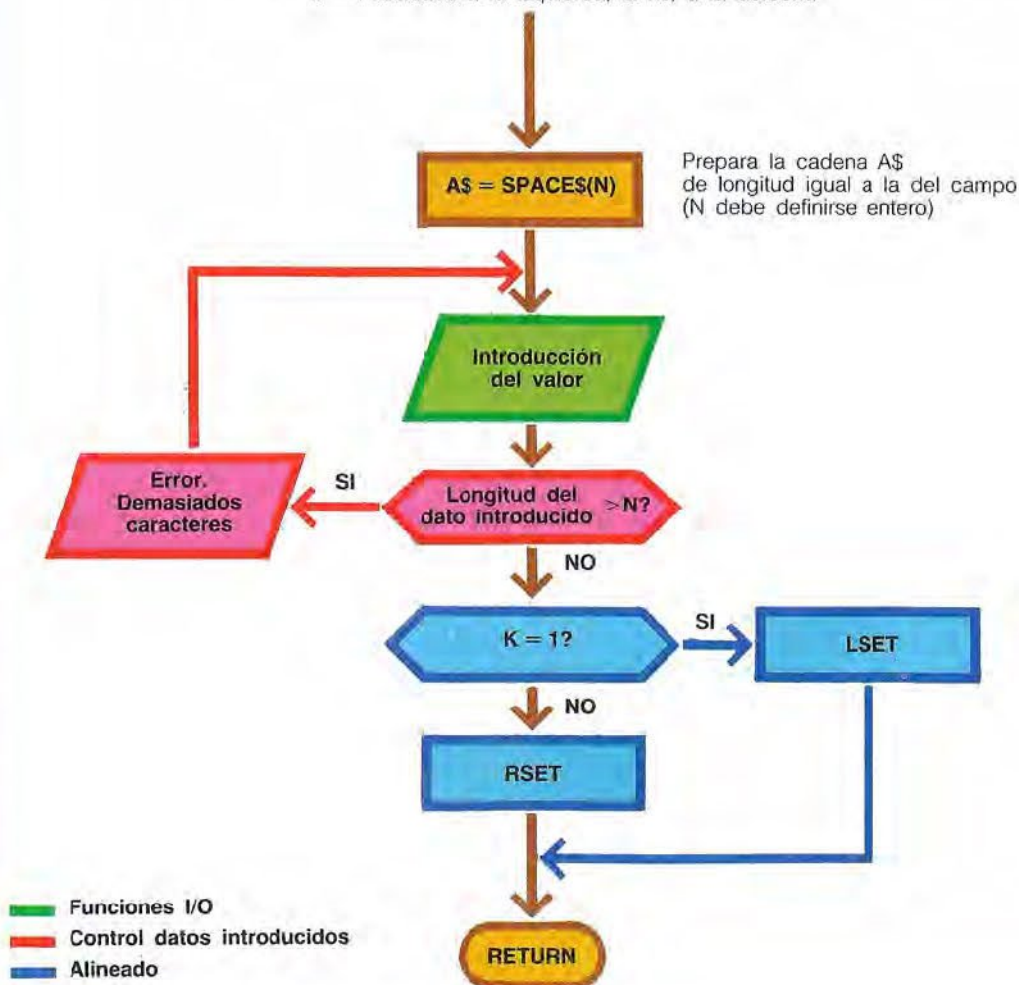 A$ = SPACE$(N)
Prepara la cadena A$
de longitud igual a la del campo
(N debe definirse entero)
Introducción
del valor
Error.
Demasiados
caracteres
SI
Longitud del
dato introducido >N?
NO
K = 1?
SI
LSET
NO
RSET
Funciones I/O
Control datos introducidos
Alineado
RETURN